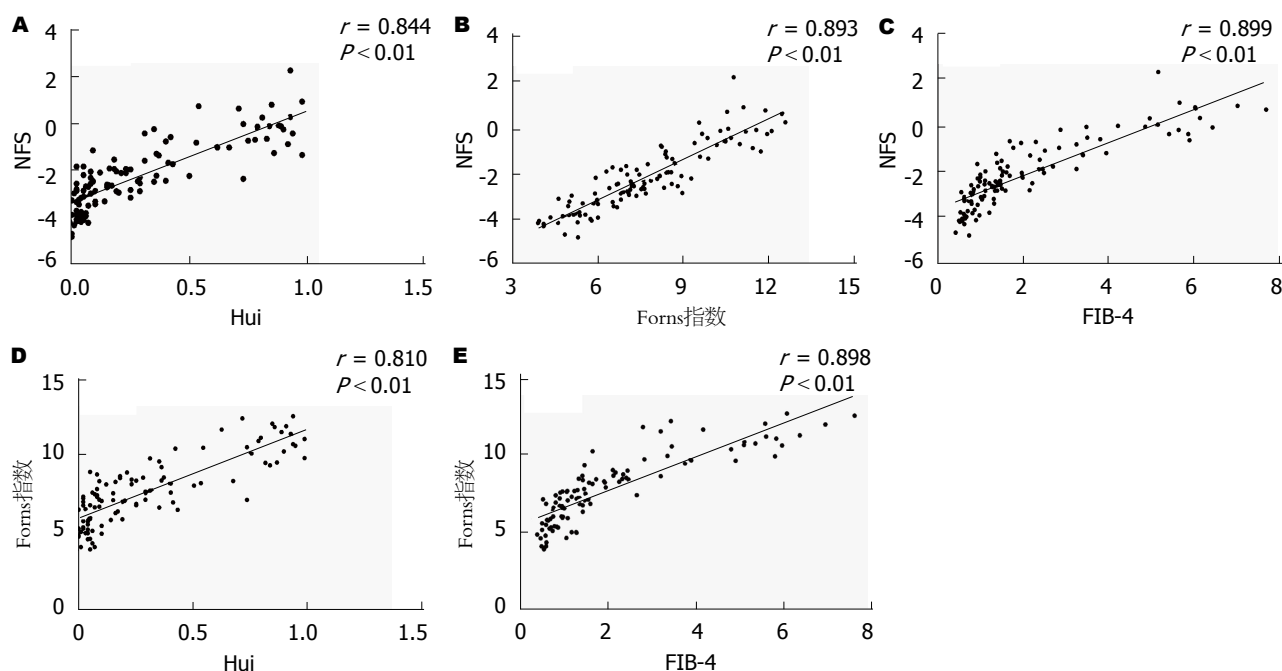 A
r = 0.844
P < 0.01
4
2
0
-2
-4
-6
NFS
0.0
0.5
1.0
1.5
Hui
B
r = 0.893
P < 0.01
4
2
0
-2
-4
-6
NFS
3
6
9
12
15
Forns指数
C
r = 0.899
P < 0.01
4
2
0
-2
-4
-6
NFS
0
2
4
6
8
FIB-4
D
r = 0.810
P < 0.01
15
10
5
0
Forns指数
0
0.5
1.0
1.5
Hui
E
r = 0.898
P < 0.01
15
10
5
0
Forns指数
0
2
4
6
8
FIB-4